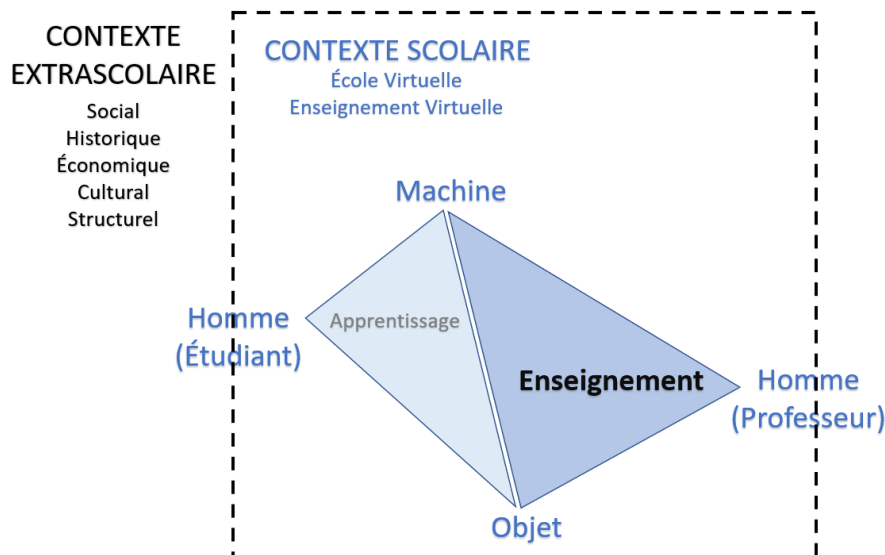 CONTEXTE
EXTRASCOLAIRE
Social
Historique
Économique
Cultural
Structurel
CONTEXTE SCOLAIRE
École Virtuelle
Enseignement Virtuelle
Machine
Homme
(Étudiant)
Apprentissage
Enseignement
Homme
(Professeur)
Objet